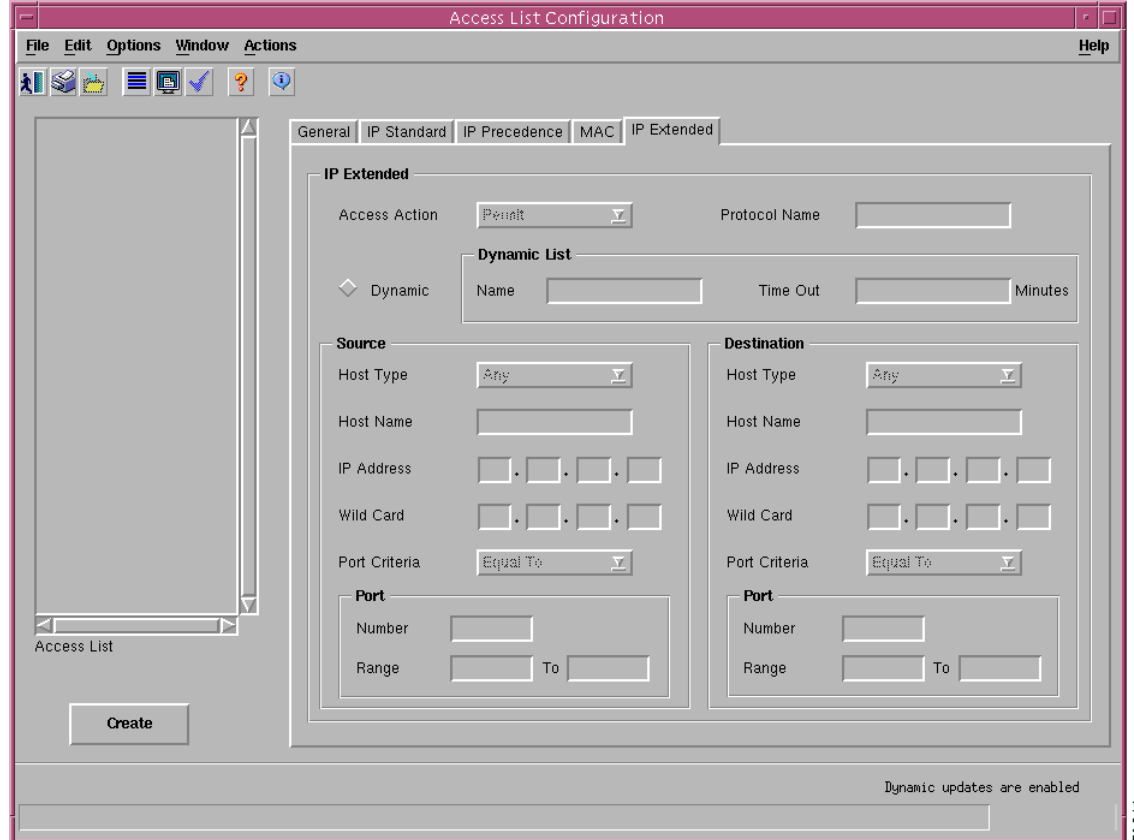 Access List Configuration
File Edit Options Window Actions Help
General IP Standard IP Precedence MAC IP Extended
IP Extended
Access Action Permit Protocol Name
Dynamic List
Dynamic Name Time Out Minutes
Source
Host Type Any
Host Name
IP Address . . .
Wild Card . . .
Port Criteria Equal To
Port
Number
Range To
Destination
Host Type Any
Host Name
IP Address . . .
Wild Card . . .
Port Criteria Equal To
Port
Number
Range To
Access List
Create
Dynamic updates are enabled